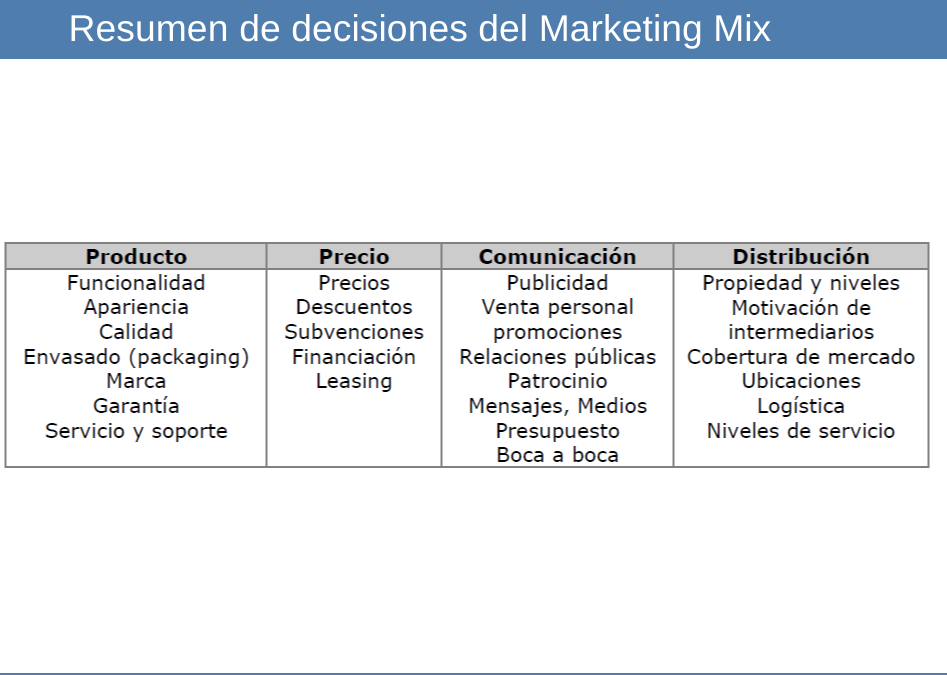 Resumen de decisiones del Marketing Mix
Producto
Funcionalidad
Apariencia
Calidad
Envasado (packaging)
Marca
Garantía
Servicio y soporte
Precio
Precios
Descuentos
Subvenciones
Financiación
Leasing
Comunicación
Publicidad
Venta personal
promociones
Relaciones públicas
Patrocinio
Mensajes, Medios
Presupuesto
Boca a boca
Distribución
Propiedad y niveles
Motivación de
intermediarios
Cobertura de mercado
Ubicaciones
Logística
Niveles de servicio